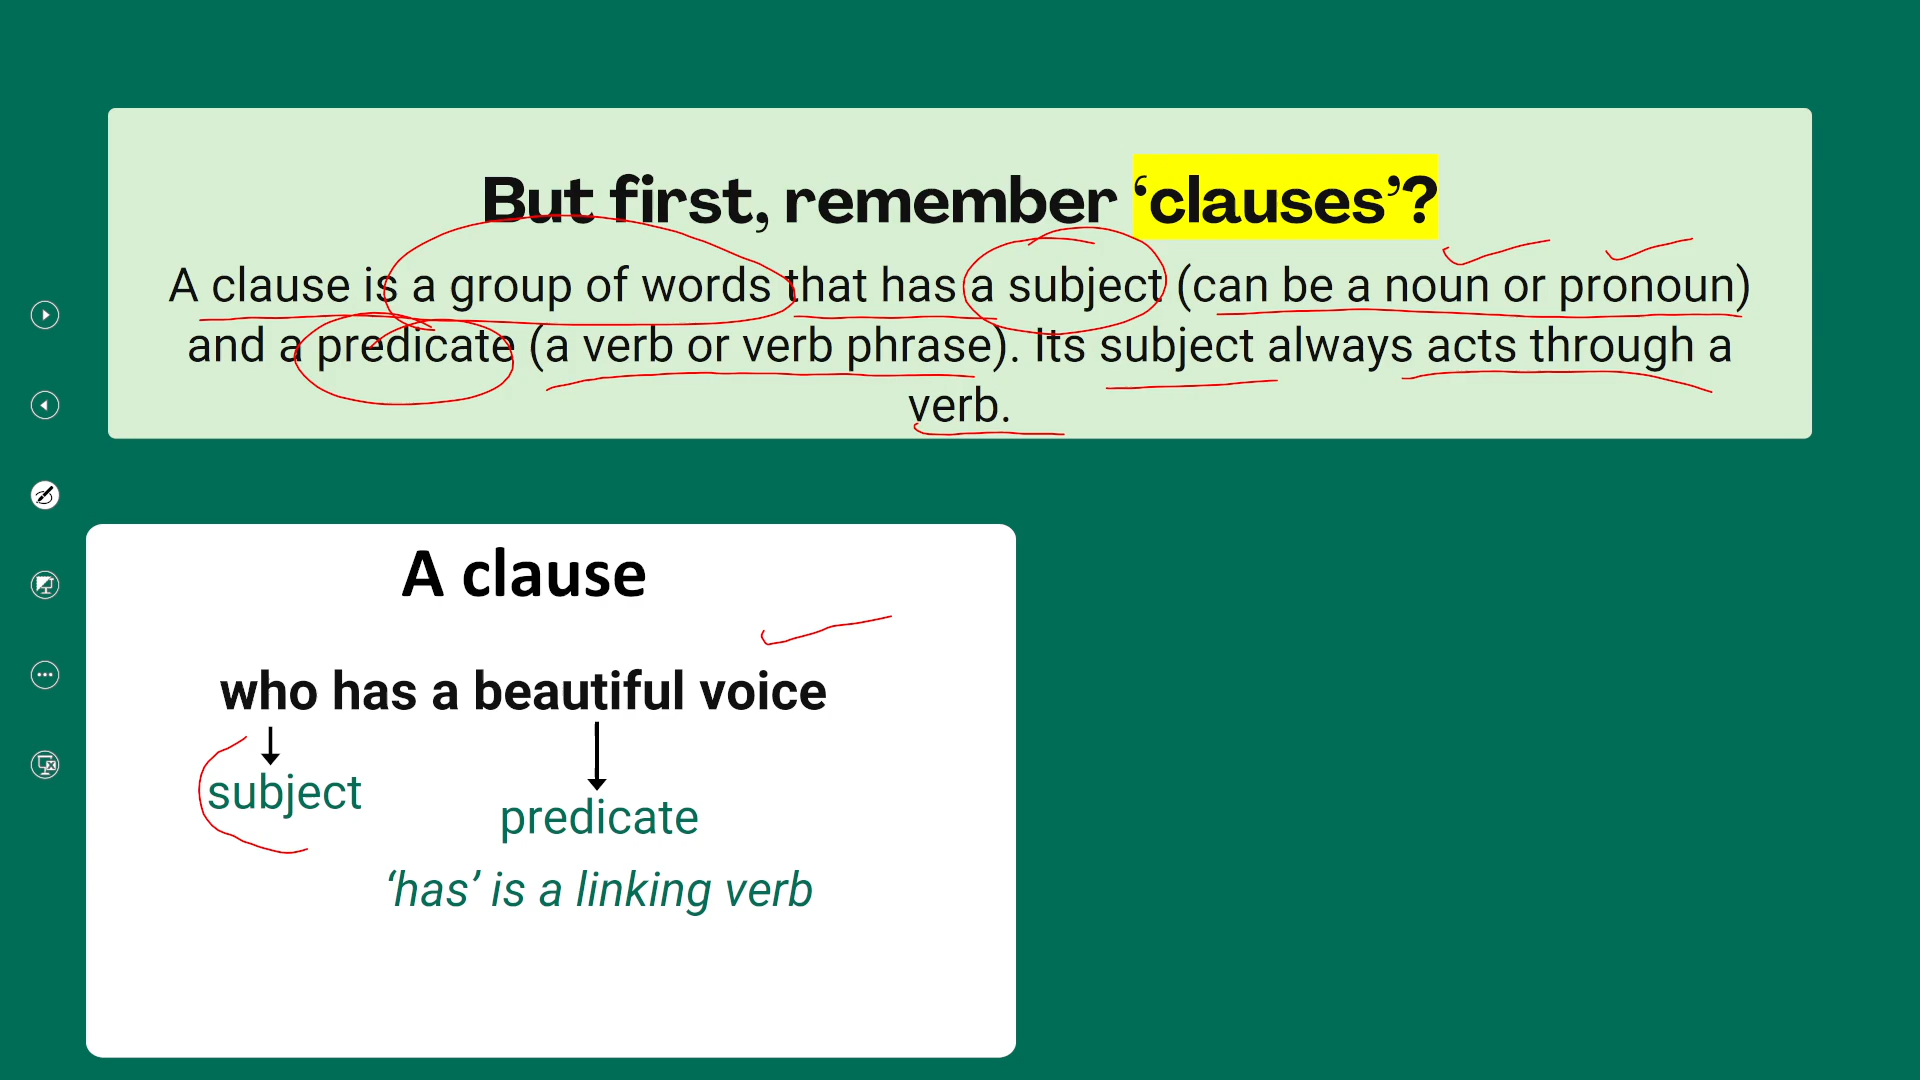 But first, remember ‘clauses’?
A clause is a group of words that has a subject (can be a noun or pronoun)
and a predicate (a verb or verb phrase). Its subject always acts through a
verb.
A clause
who has a beautiful voice
subject
predicate
‘has’ is a linking verb